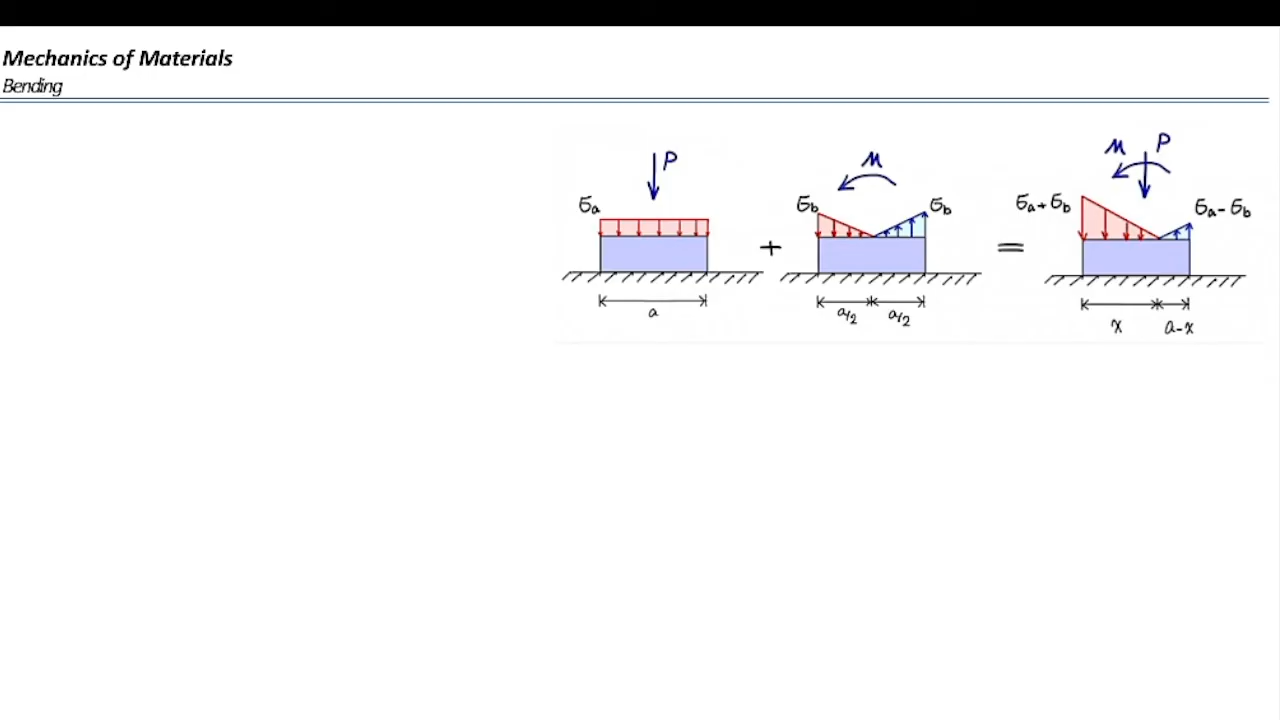 Mechanics of Materials
Bending
P
σa
a
+
M
σb
σb
a/2
a/2
=
M
P
σa+σb
σa-σb
x
a-x